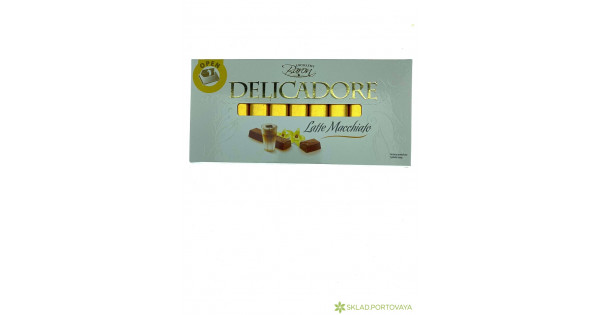 OPEN
Baron
DELICADORE
Latte Macchiato
SKLAD.PORTOVAYA